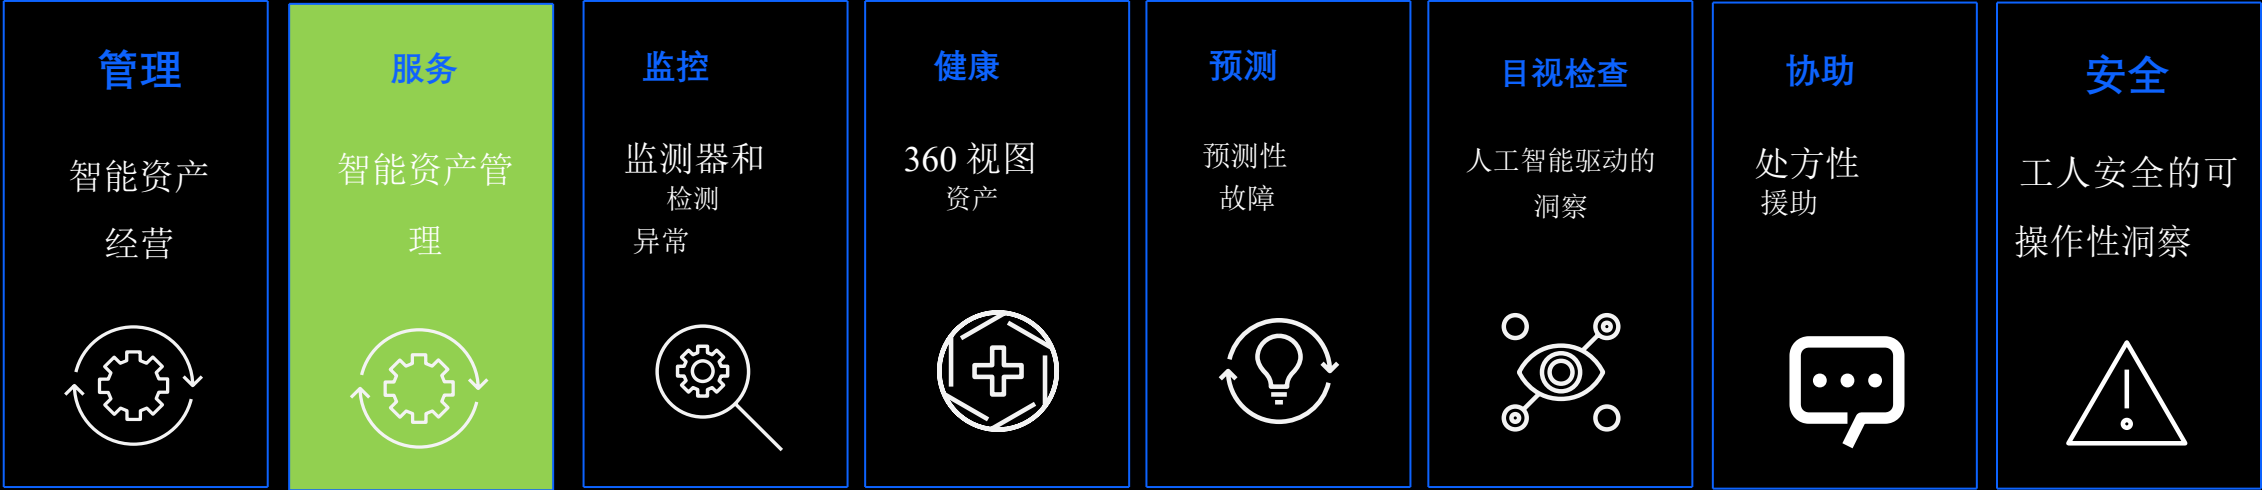 管理
智能资产
经营
服务
智能资产管
理
监控
监测器和
检测
异常
健康
360 视图
资产
预测
预测性
故障
目视检查
人工智能驱动的
洞察
协助
处方性
援助
安全
工人安全的可
操作性洞察